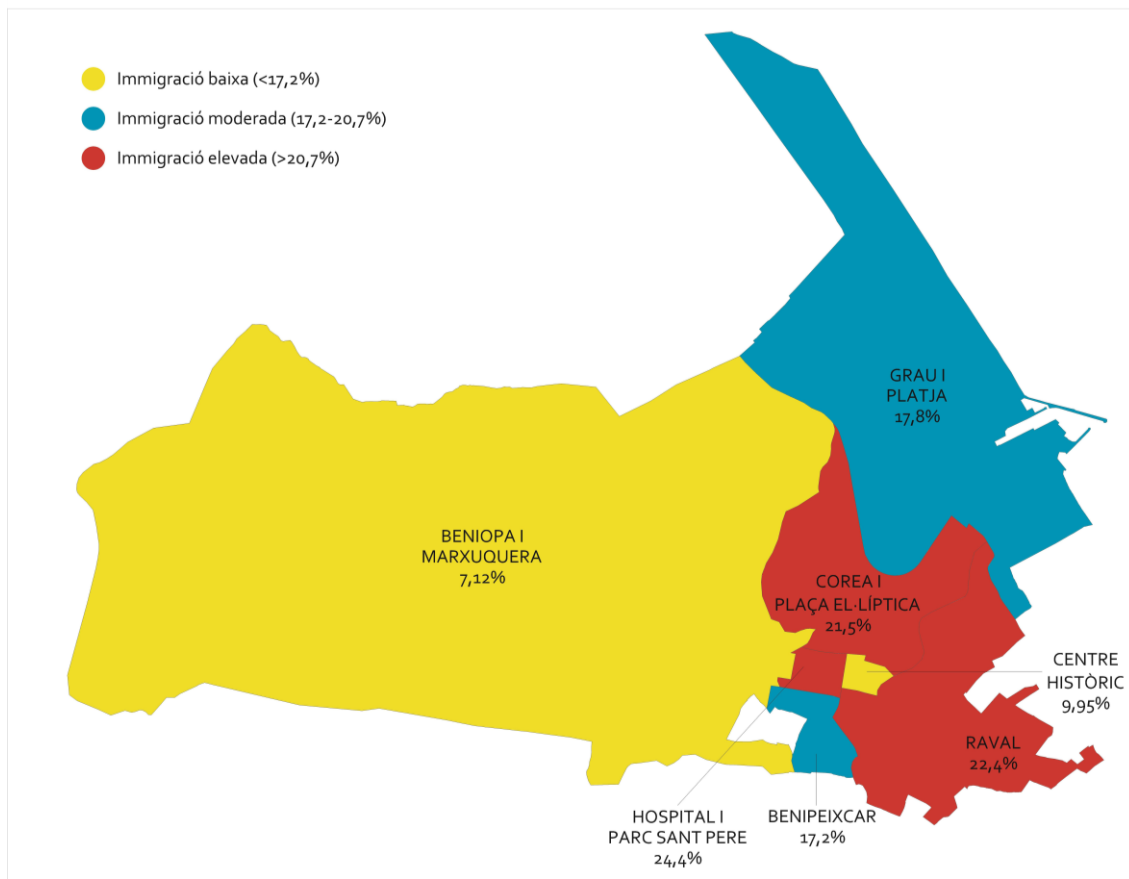 Immigració baixa (<17,2%)
Immigració moderada (17,2-20,7%)
Immigració elevada (>20,7%)
GRAU I
PLATJA
17,8%
BENIOPA I
MARXUQUERA
7,12%
COREA I
PLAÇA EL·LÍPTICA
21,5%
CENTRE
HISTÒRIC
9,95%
RAVAL
22,4%
HOSPITAL I
PARC SANT PERE
24,4%
BENIPEIXCAR
17,2%